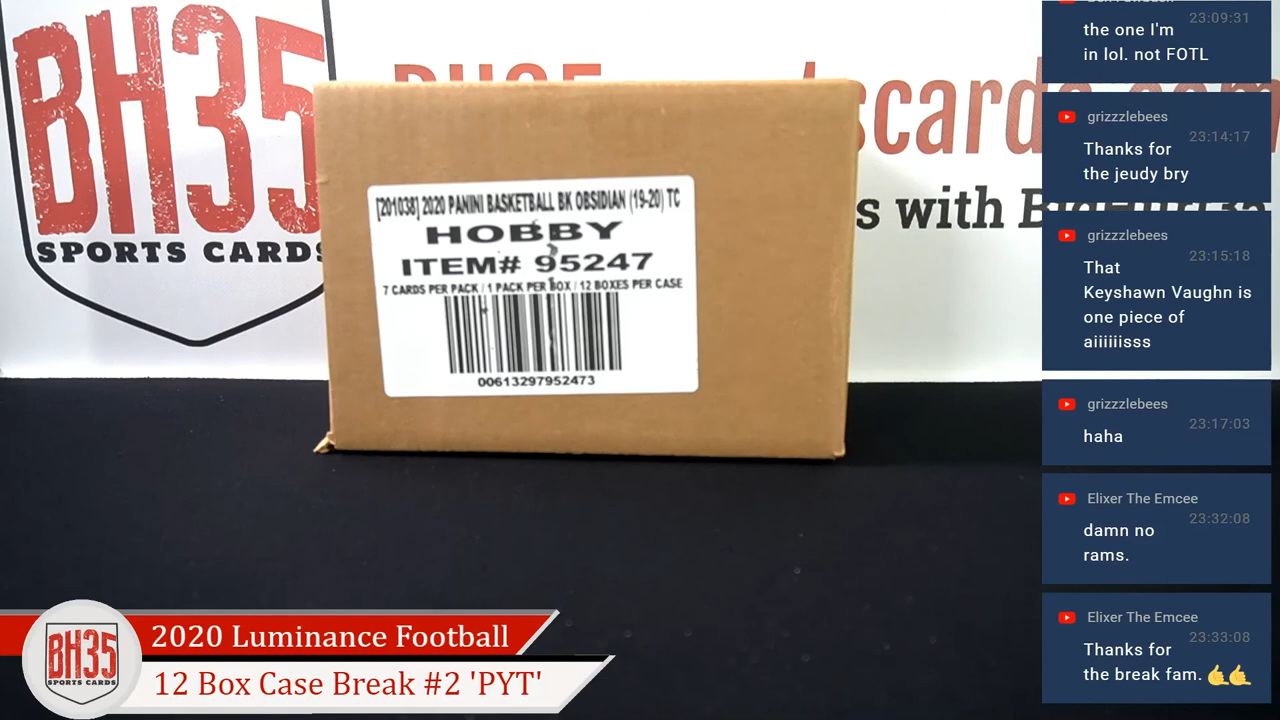 BH35
SPORTS CARDS
s with
[201038] 2020 PANINI BASKETBALL BK OBSIDIAN (19-20) TC
HOBBY
ITEM# 95247
7 CARDS PER PACK / 1 PACK PER BOX / 12 BOXES PER CASE
00613297952473
BH35
SPORTS CARDS
2020 Luminance Football
12 Box Case Break #2 'PYT'
23:09:31
the one I'm
in lol. not FOTL
grizzzlebees
23:14:17
Thanks for
the jeudy bry
grizzzlebees
23:15:18
That
Keyshawn Vaughn is
one piece of
aiiiiiisss
grizzzlebees
23:17:03
haha
Elixer The Emcee
23:32:08
damn no
rams.
Elixer The Emcee
23:33:08
Thanks for
the break fam. 🤙🤙